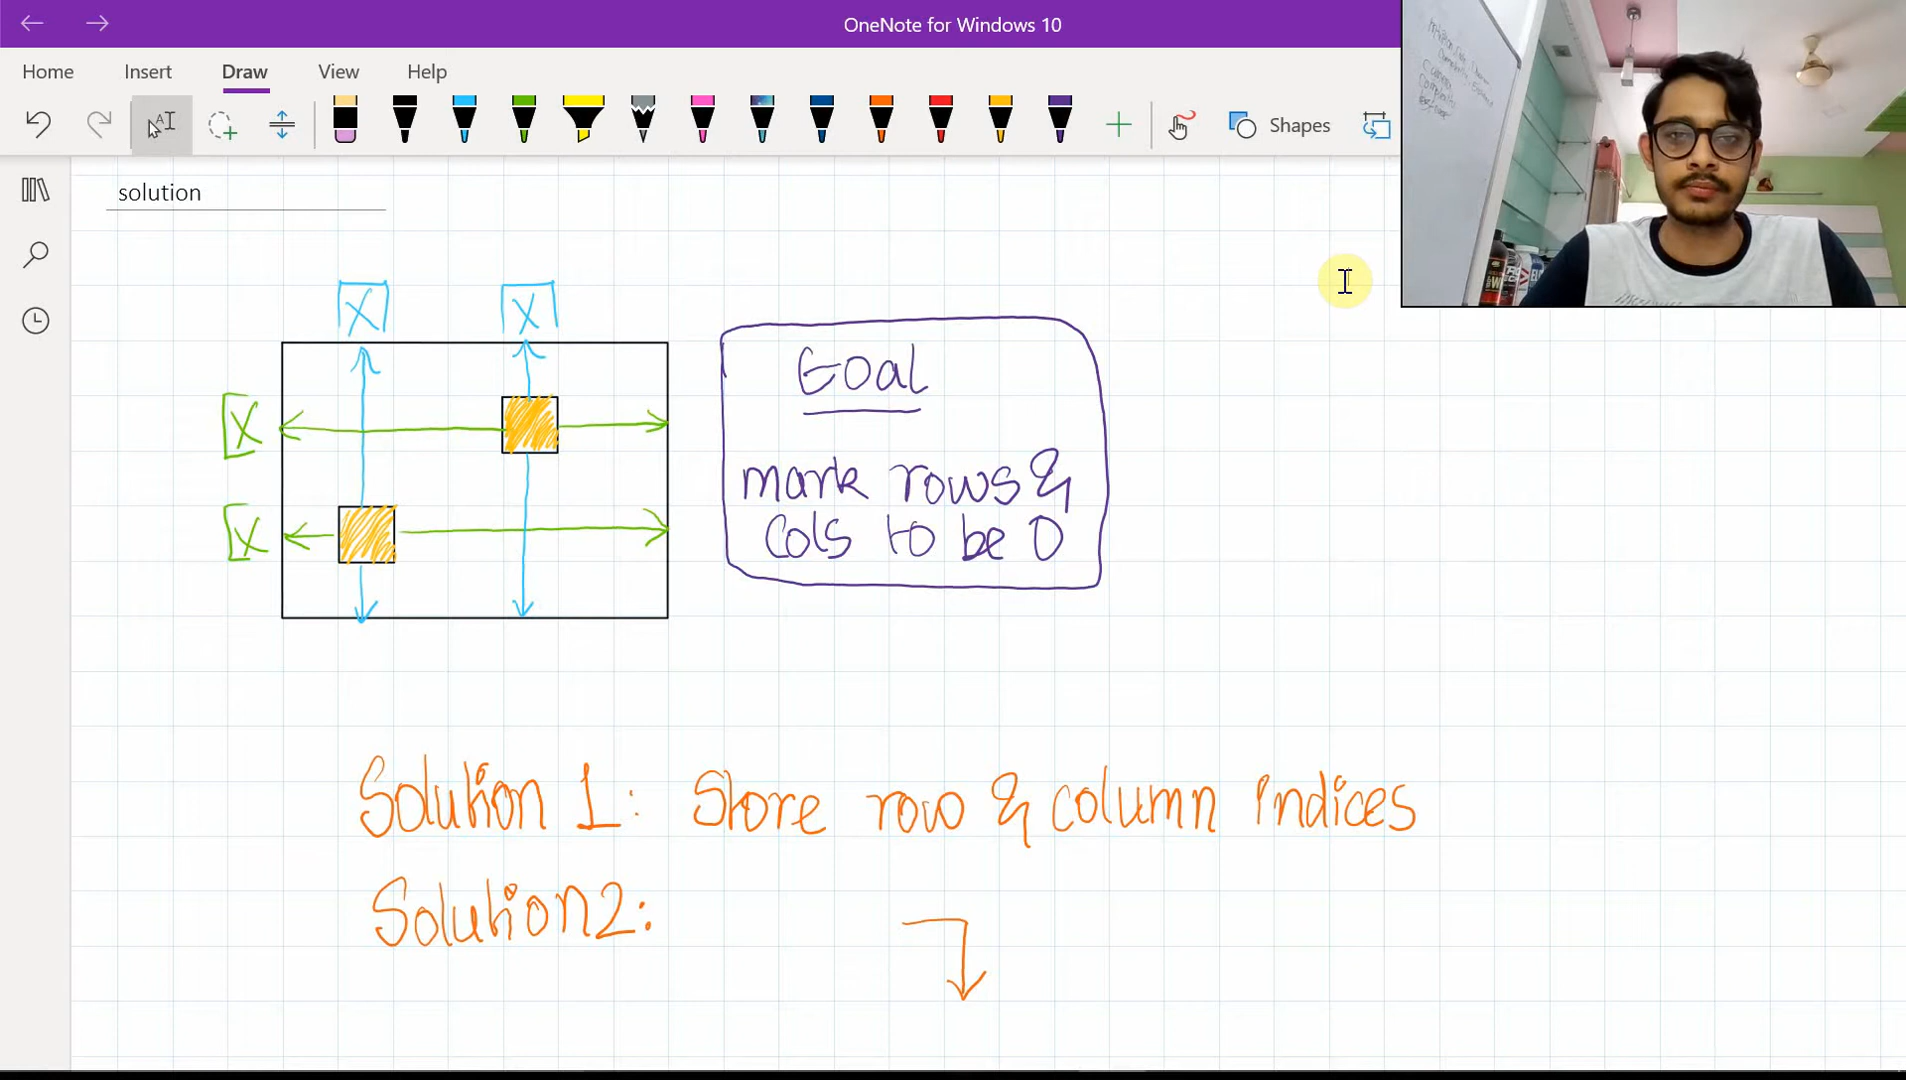 OneNote for Windows 10
Home Insert Draw View Help
Shapes
solution
X X
X
X
Goal
mark rows &
cols to be 0
Solution 1: Store row & column indices
Solution2: